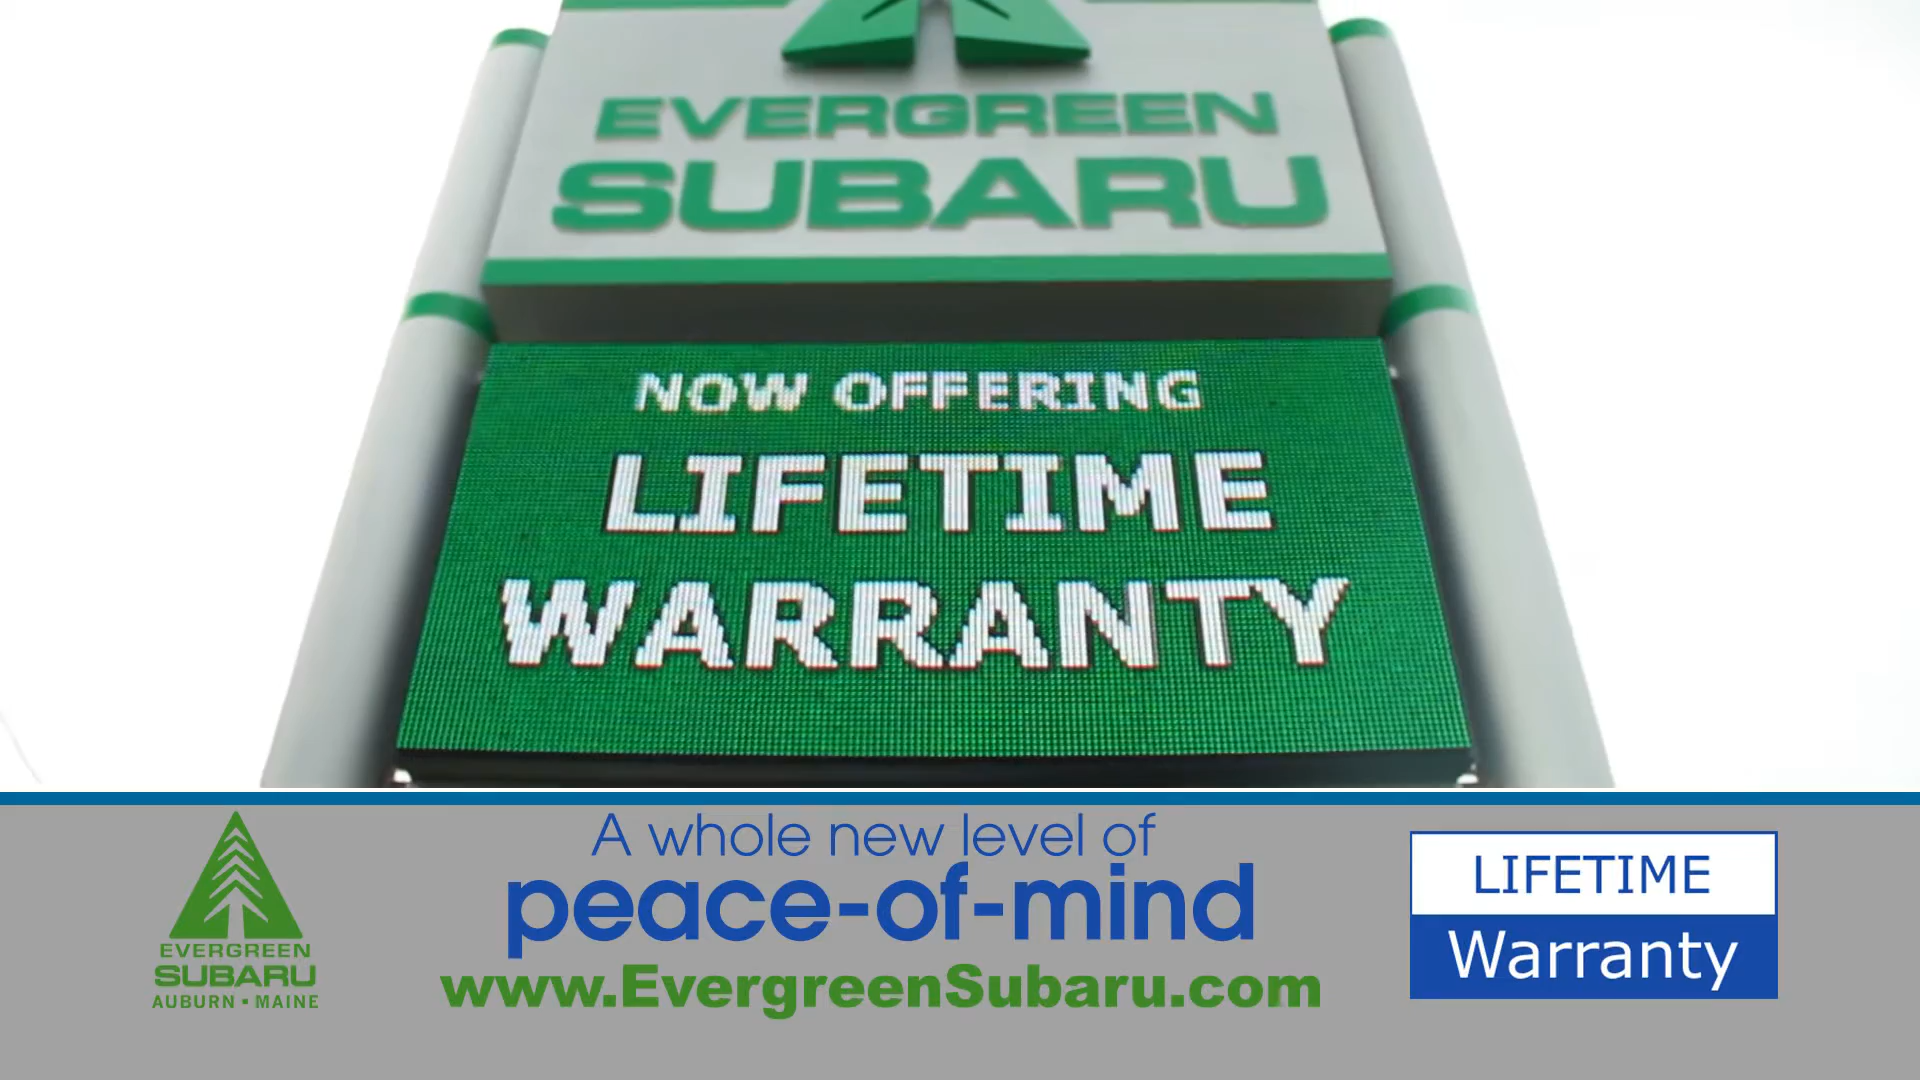 EVERGREEN
SUBARU
NOW OFFERING
LIFETIME
WARRANTY
EVERGREEN
SUBARU
AUBURN • MAINE
A whole new level of
peace-of-mind
www.EvergreenSubaru.com
LIFETIME
Warranty